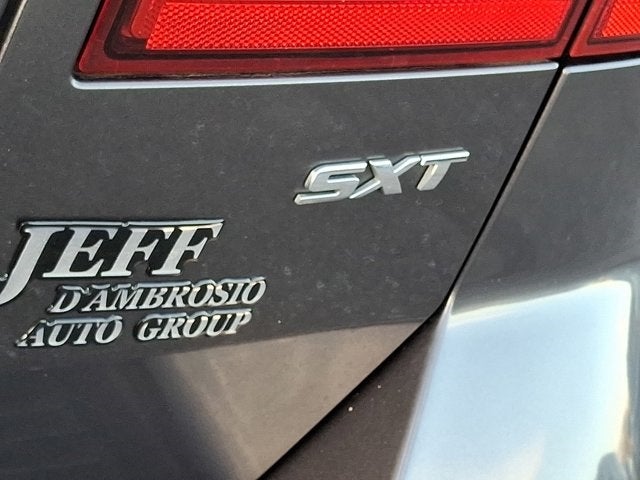 SXT
JEFF
D'AMBROSIO
AUTO GROUP